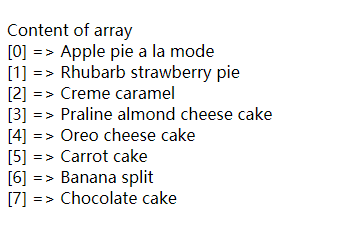 Content of array
[0] => Apple pie a la mode
[1] => Rhubarb strawberry pie
[2] => Creme caramel
[3] => Praline almond cheese cake
[4] => Oreo cheese cake
[5] => Carrot cake
[6] => Banana split
[7] => Chocolate cake